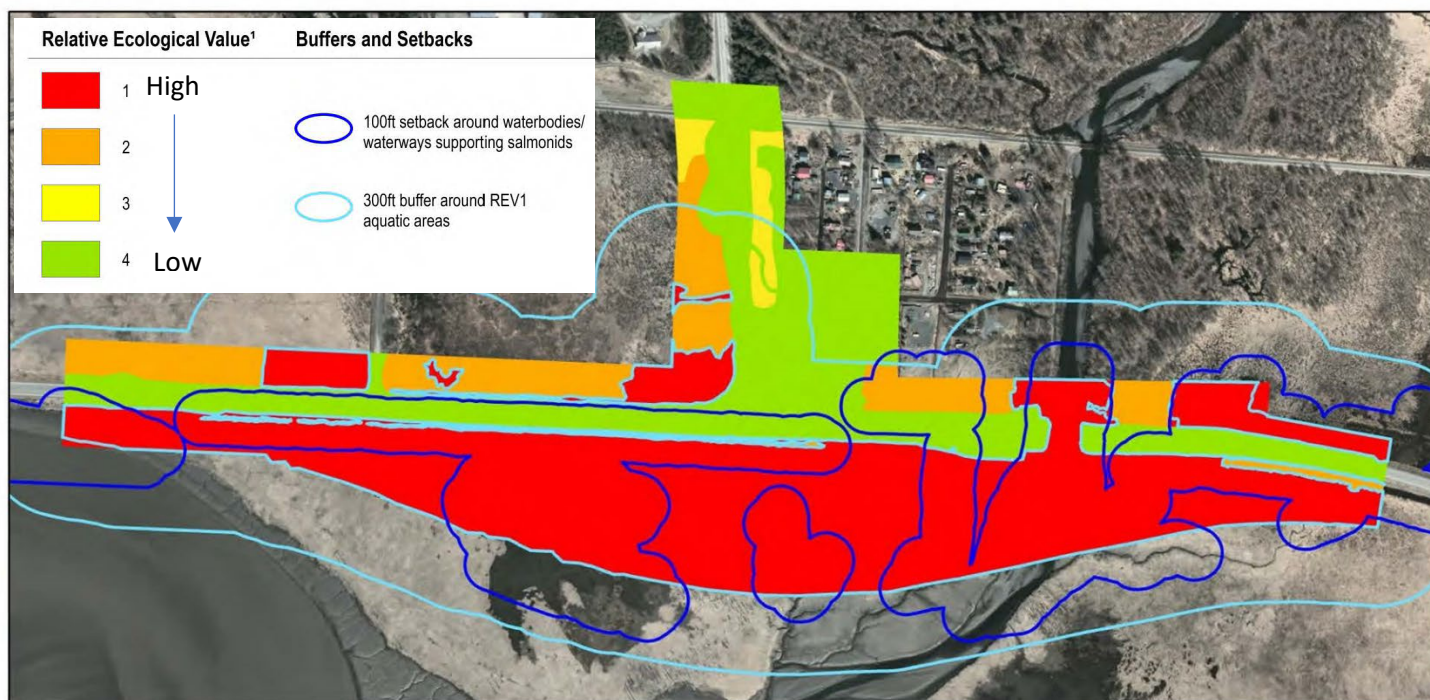 Relative Ecological Value¹
1 High
2
3
4 Low
Buffers and Setbacks
100ft setback around waterbodies/
waterways supporting salmonids
300ft buffer around REV1
aquatic areas